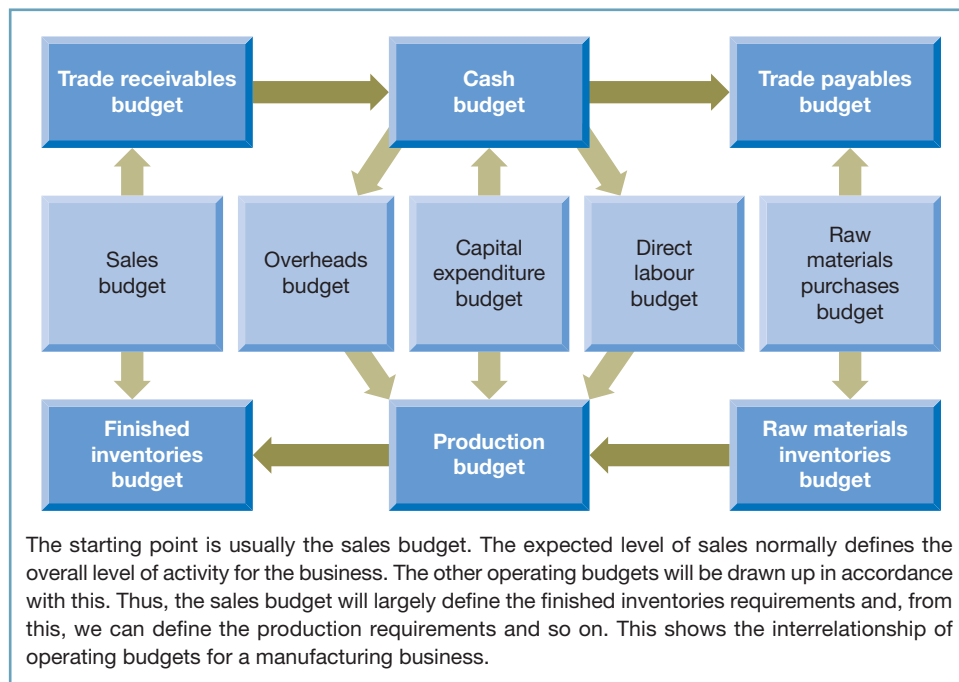 Trade receivables
budget
Cash
budget
Trade payables
budget
Sales
budget
Overheads
budget
Capital
expenditure
budget
Direct
labour
budget
Raw
materials
purchases
budget
Finished
inventories
budget
Production
budget
Raw materials
inventories
budget
The starting point is usually the sales budget. The expected level of sales normally defines the
overall level of activity for the business. The other operating budgets will be drawn up in accordance
with this. Thus, the sales budget will largely define the finished inventories requirements and, from
this, we can define the production requirements and so on. This shows the interrelationship of
operating budgets for a manufacturing business.